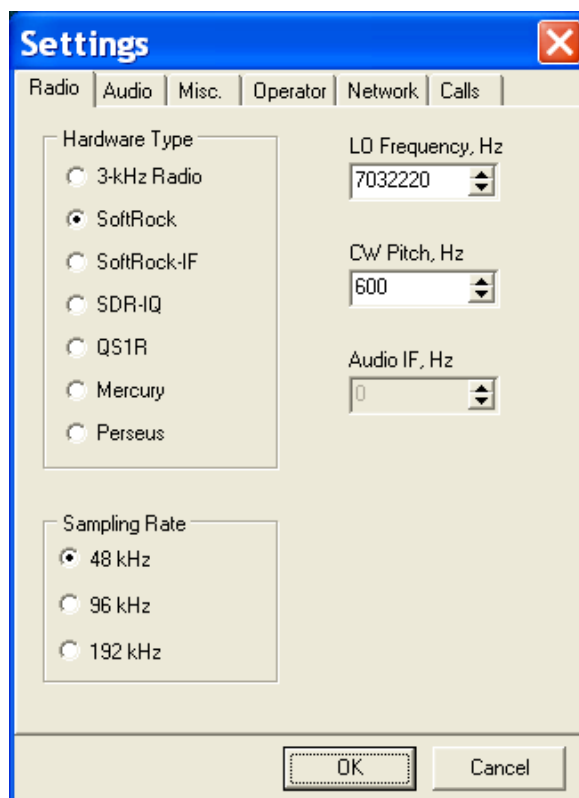 Settings
Radio Audio Misc. Operator Network Calls
Hardware Type
3-kHz Radio
SoftRock
SoftRock-IF
SDR-IQ
QS1R
Mercury
Perseus
LO Frequency, Hz
7032220
CW Pitch, Hz
600
Audio IF, Hz
0
Sampling Rate
48 kHz
96 kHz
192 kHz
OK Cancel